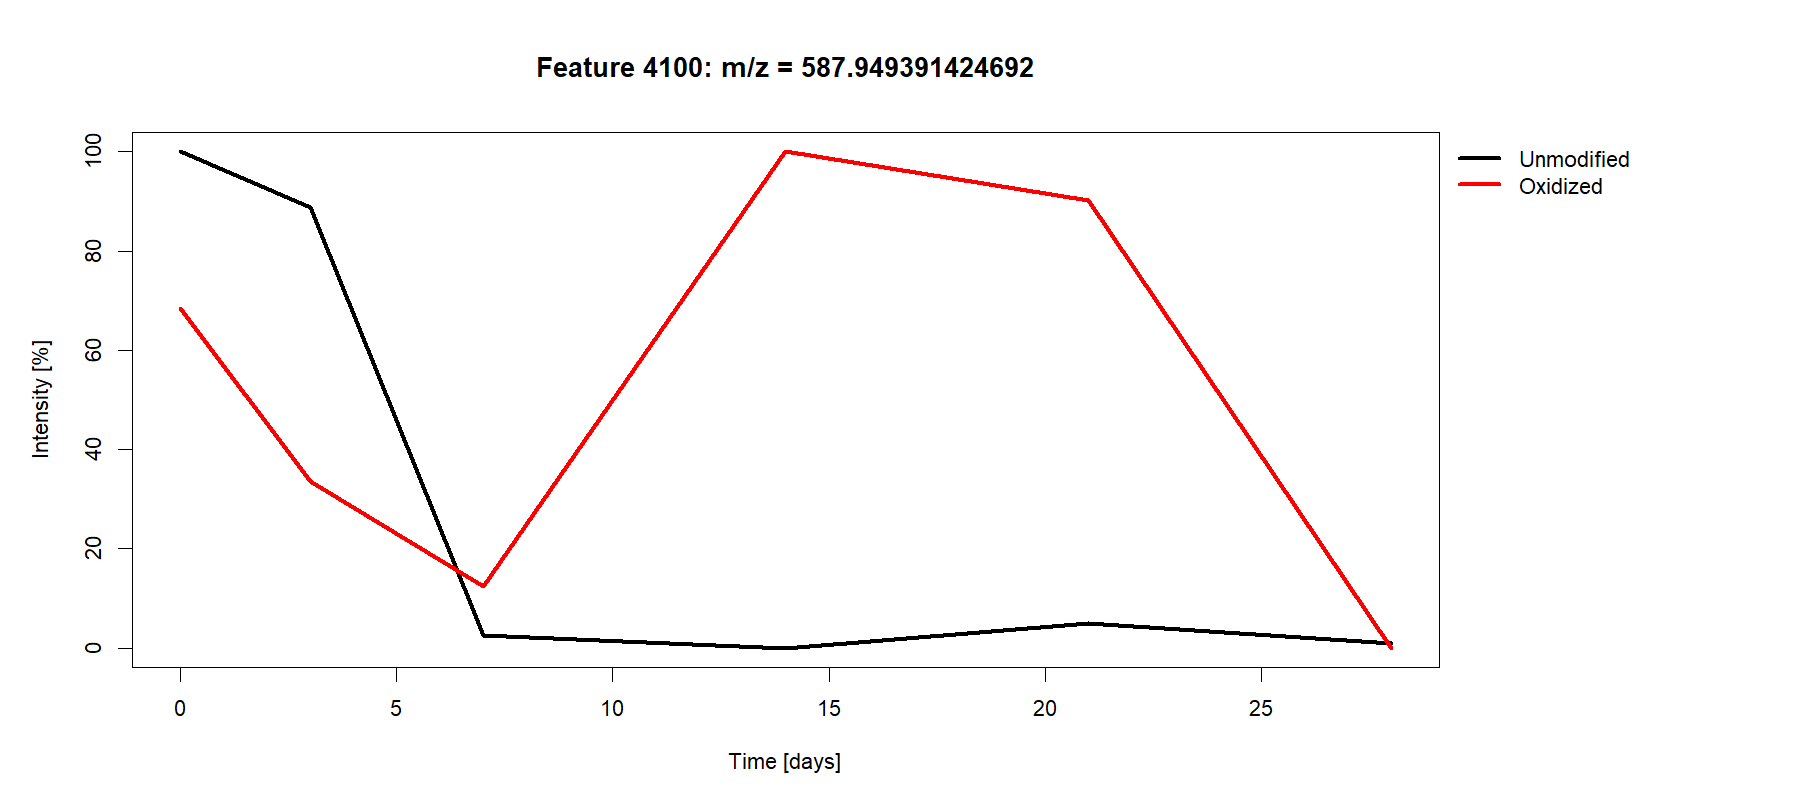 Feature 4100: m/z = 587.949391424692
Unmodified
Oxidized
Intensity [%]
100
80
60
40
20
0
0 5 10 15 20 25
Time [days]